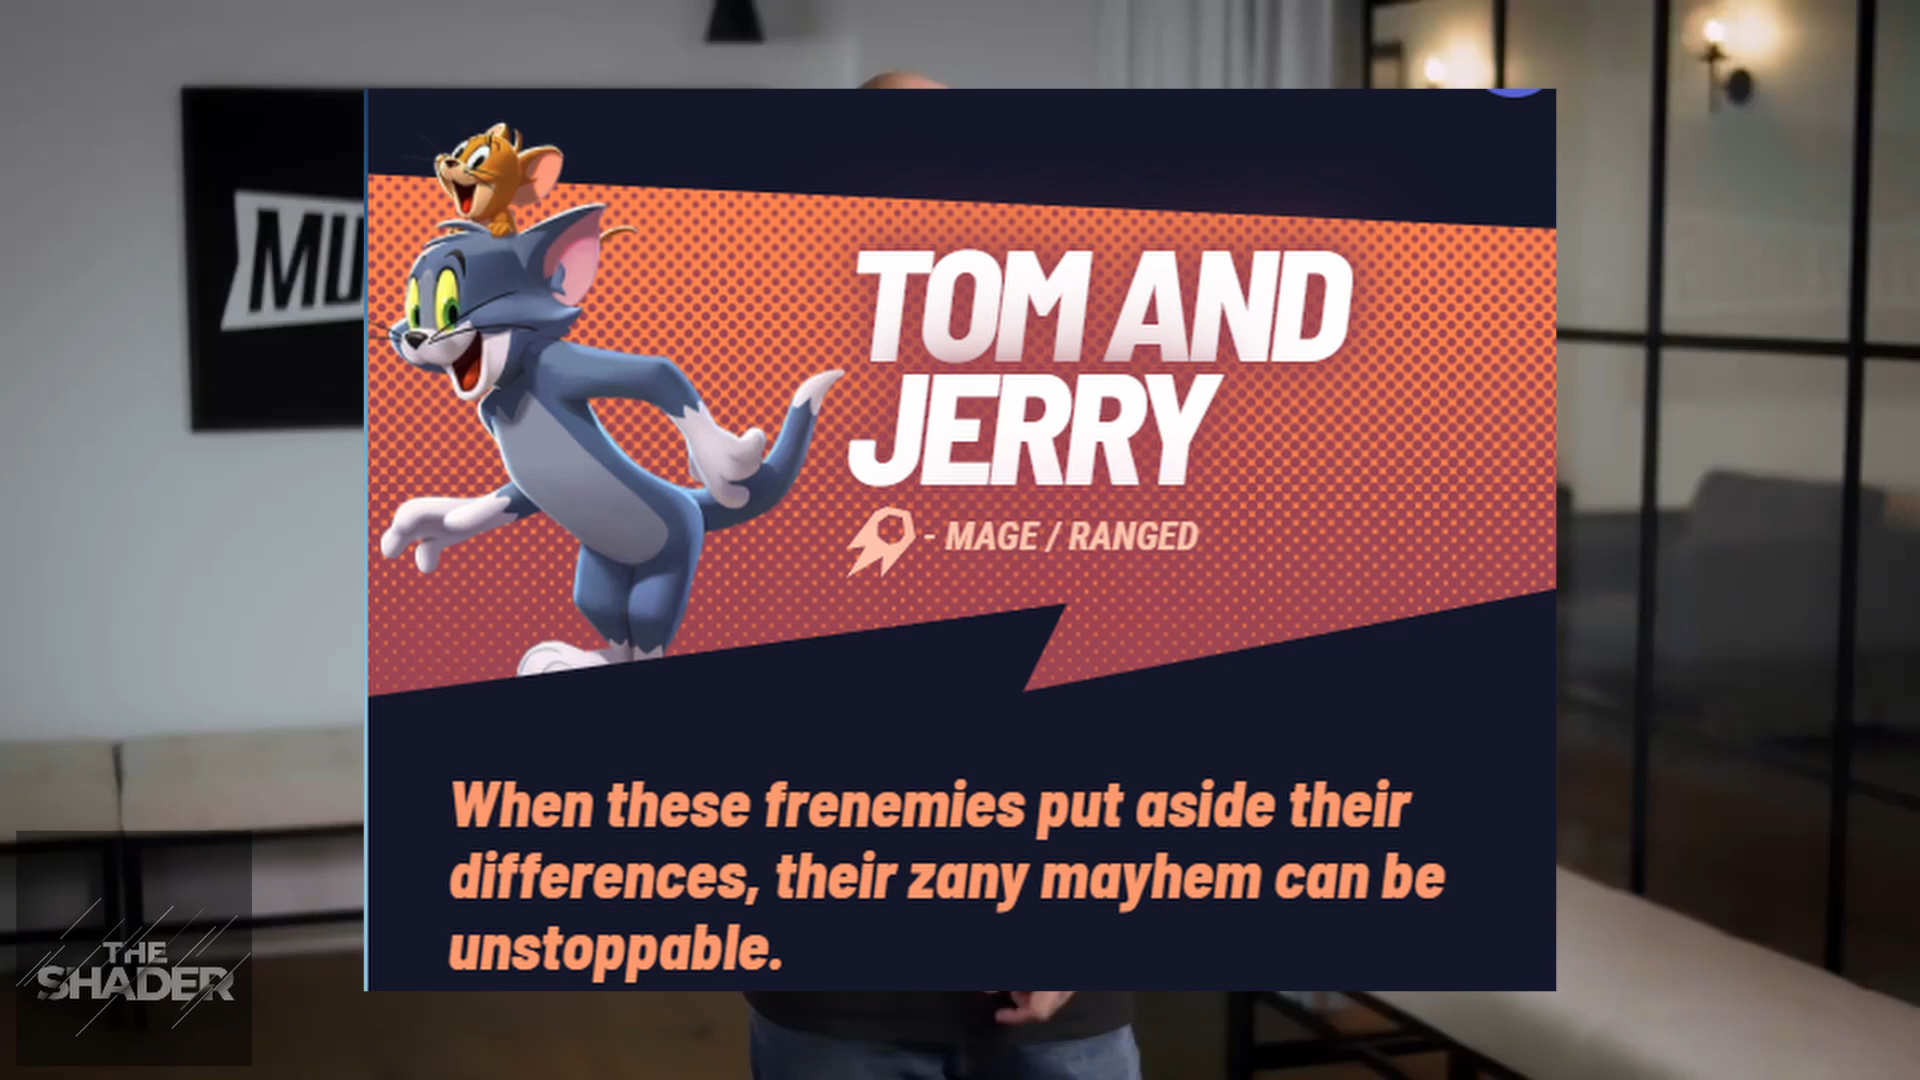 MU
TOM AND
JERRY
- MAGE / RANGED
When these frenemies put aside their
differences, their zany mayhem can be
unstoppable.
THE
SHADER